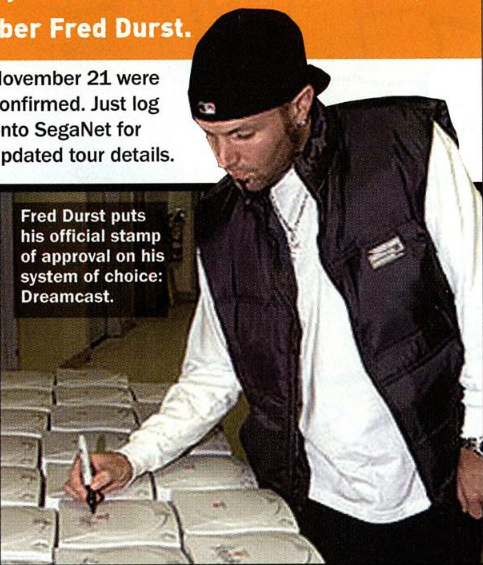 ber Fred Durst.
November 21 were
onfirmed. Just log
nto SegaNet for
pdated tour details.
Fred Durst puts
his official stamp
of approval on his
system of choice:
Dreamcast.